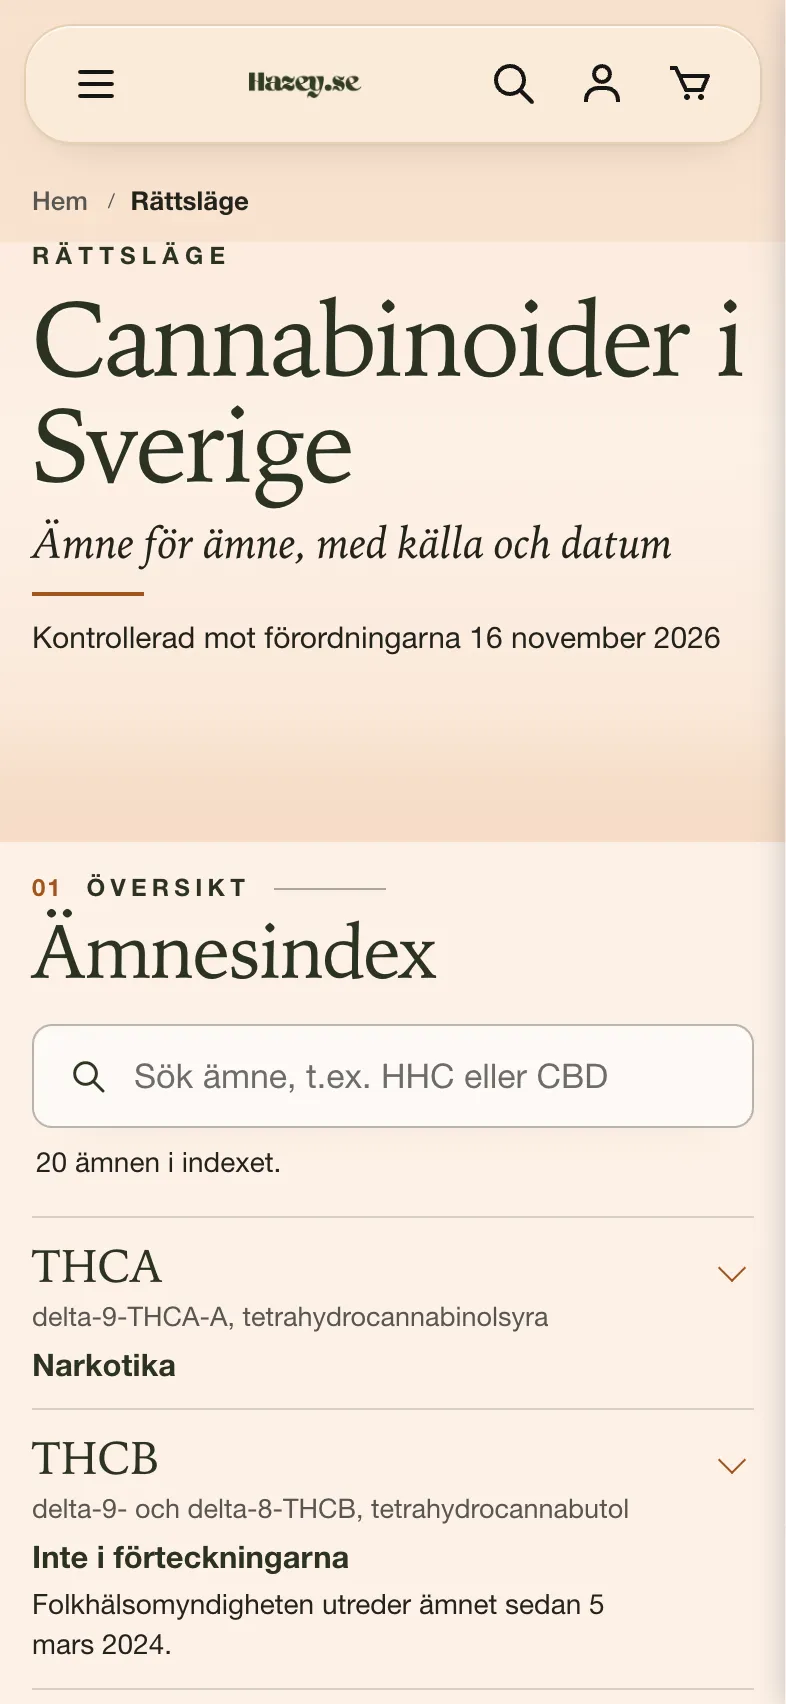 Hazey.se
Hem / Rättsläge
RÄTTSLÄGE
Cannabinoider i
Sverige
Ämne för ämne, med källa och datum
Kontrollerad mot förordningarna 16 november 2026
01 ÖVERSIKT
Ämnesindex
Sök ämne, t.ex. HHC eller CBD
20 ämnen i indexet.
THCA
delta-9-THCA-A, tetrahydrocannabinolsyra
Narkotika
THCB
delta-9- och delta-8-THCB, tetrahydrocannabutol
Inte i förteckningarna
Folkhälsomyndigheten utreder ämnet sedan 5
mars 2024.